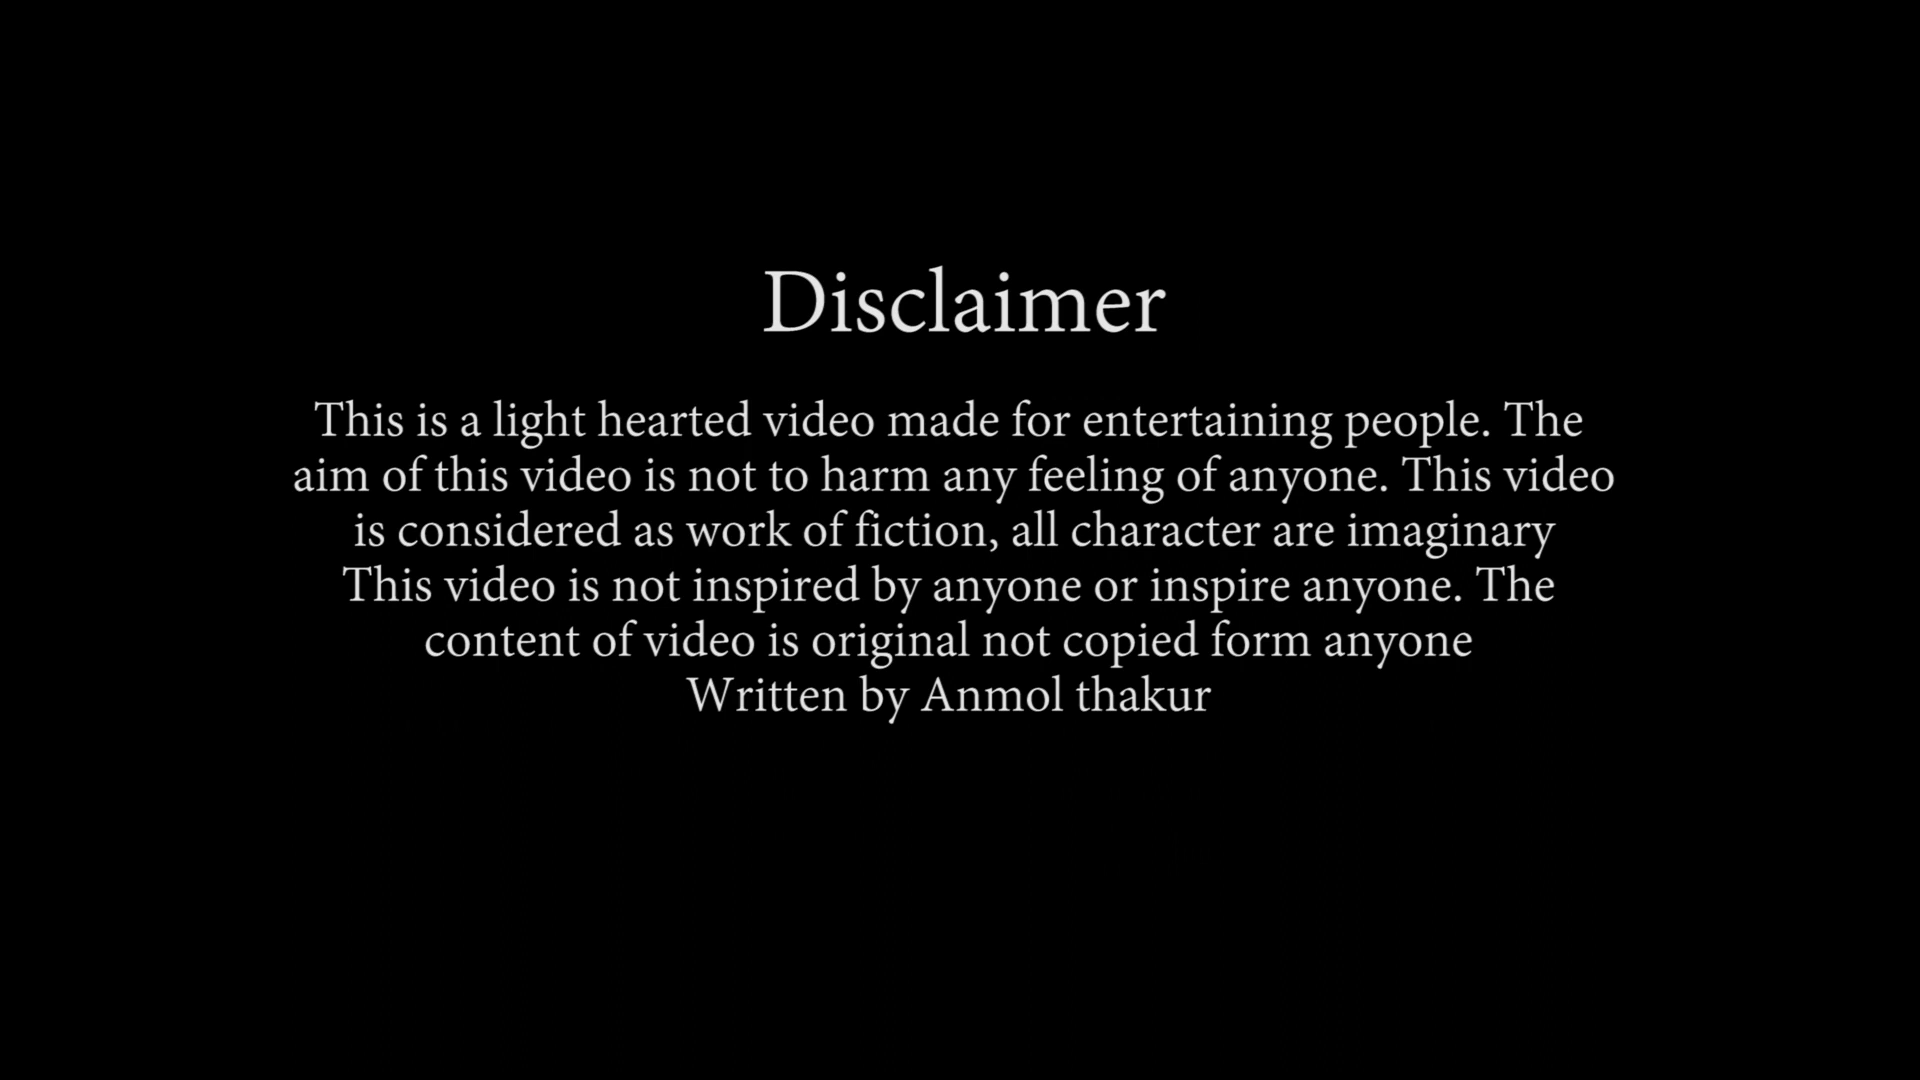 Disclaimer
This is a light hearted video made for entertaining people. The
aim of this video is not to harm any feeling of anyone. This video
is considered as work of fiction, all character are imaginary
This video is not inspired by anyone or inspire anyone. The
content of video is original not copied form anyone
Written by Anmol thakur